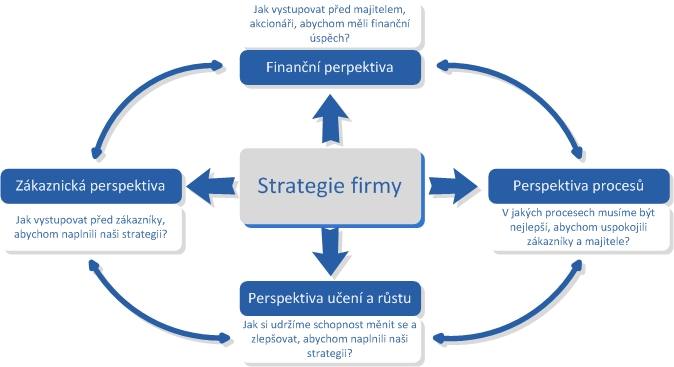 Jak vystupovat před majitelem,
akcionáři, abychom měli finanční
úspěch?
Finanční perpektiva
Zákaznická perspektiva
Jak vystupovat před zákazníky,
abychom naplnili naši strategii?
Strategie firmy
Perspektiva procesů
V jakých procesech musíme být
nejlepší, abychom uspokojili
zákazníky a majitele?
Perspektiva učení a růstu
Jak si udržíme schopnost měnit se a
zlepšovat, abychom naplnili naši
strategii?